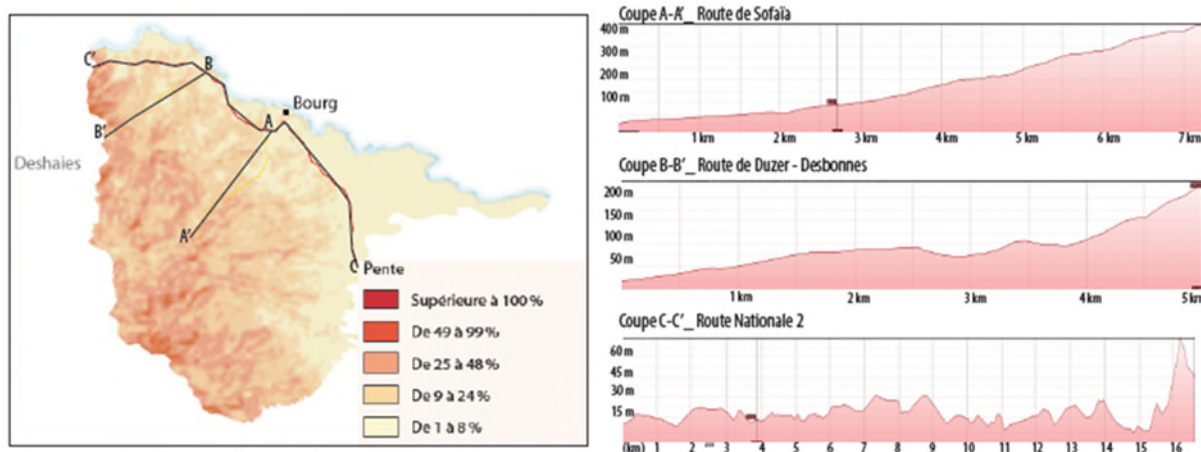 C'
B
Bourg
A
B'
Deshaies
A'
C
Pente
Supérieure à 100 %
De 49 à 99 %
De 25 à 48 %
De 9 à 24 %
De 1 à 8 %
Coupe A-A'_ Route de Sofaïa
400 m
300 m
200 m
100 m
1 km 2 km 3 km 4 km 5 km 6 km 7 km
Coupe B-B'_ Route de Duzer - Desbonnes
200 m
150 m
100 m
50 m
1 km 2 km 3 km 4 km 5 km
Coupe C-C'_ Route Nationale 2
60 m
45 m
30 m
15 m
(km) 1 2 3 4 5 6 7 8 9 10 11 12 13 14 15 16